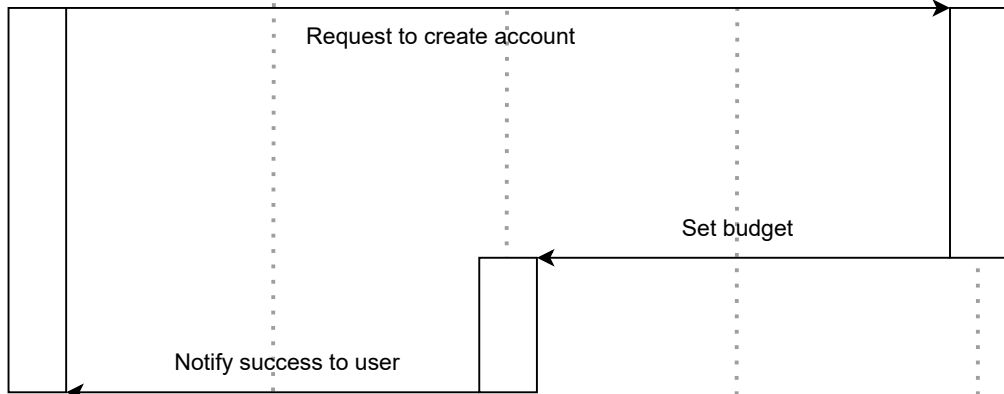 Request to create account
Set budget
Notify success to user